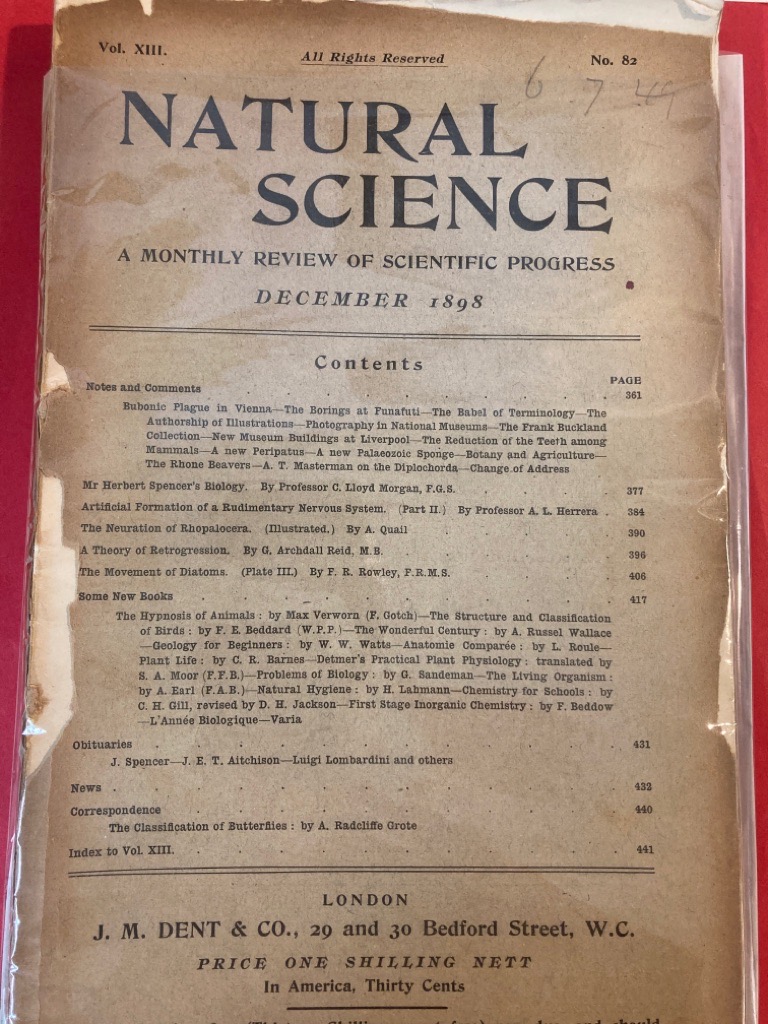 Vol. XIII.
All Rights Reserved
No. 82
6 7 49
NATURAL
SCIENCE
A MONTHLY REVIEW OF SCIENTIFIC PROGRESS
DECEMBER 1898
Contents
PAGE
Notes and Comments . . . . . . . . . . 361
Bubonic Plague in Vienna—The Borings at Funafuti—The Babel of Terminology—The
Authorship of Illustrations—Photography in National Museums—The Frank Buckland
Collection—New Museum Buildings at Liverpool—The Reduction of the Teeth among
Mammals—A new Peripatus—A new Palaeozoic Sponge—Botany and Agriculture—
The Rhone Beavers—A. T. Masterman on the Diplochorda—Change of Address
Mr Herbert Spencer's Biology. By Professor C. Lloyd Morgan, F.G.S. . . . . 377
Artificial Formation of a Rudimentary Nervous System. (Part II.) By Professor A. L. Herrera . 384
The Neuration of Rhopalocera. (Illustrated.) By A. Quail . . . . . 390
A Theory of Retrogression. By G. Archdall Reid, M.B. . . . . . 396
The Movement of Diatoms. (Plate III.) By F. R. Rowley, F.R.M.S. . . . . 406
Some New Books . . . . . . . . . . 417
The Hypnosis of Animals: by Max Verworn (F. Gotch)—The Structure and Classification
of Birds: by F. E. Beddard (W.P.P.)—The Wonderful Century: by A. Russel Wallace
—Geology for Beginners: by W. W. Watts—Anatomie Comparée: by L. Roule—
Plant Life: by C. R. Barnes—Detmer's Practical Plant Physiology: translated by
S. A. Moor (F.F.B.)—Problems of Biology: by G. Sandeman—The Living Organism:
by A. Earl (F.A.B.)—Natural Hygiene: by H. Lahmann—Chemistry for Schools: by
C. H. Gill, revised by D. H. Jackson—First Stage Inorganic Chemistry: by F. Beddow
—L'Année Biologique—Varia
Obituaries . . . . . . . . . . 431
J. Spencer—J. E. T. Aitchison—Luigi Lombardini and others
News . . . . . . . . . . 432
Correspondence . . . . . . . . . . 440
The Classification of Butterflies: by A. Radcliffe Grote
Index to Vol. XIII. . . . . . . . . . 441
LONDON
J. M. DENT & CO., 29 and 30 Bedford Street, W.C.
PRICE ONE SHILLING NETT
In America, Thirty Cents